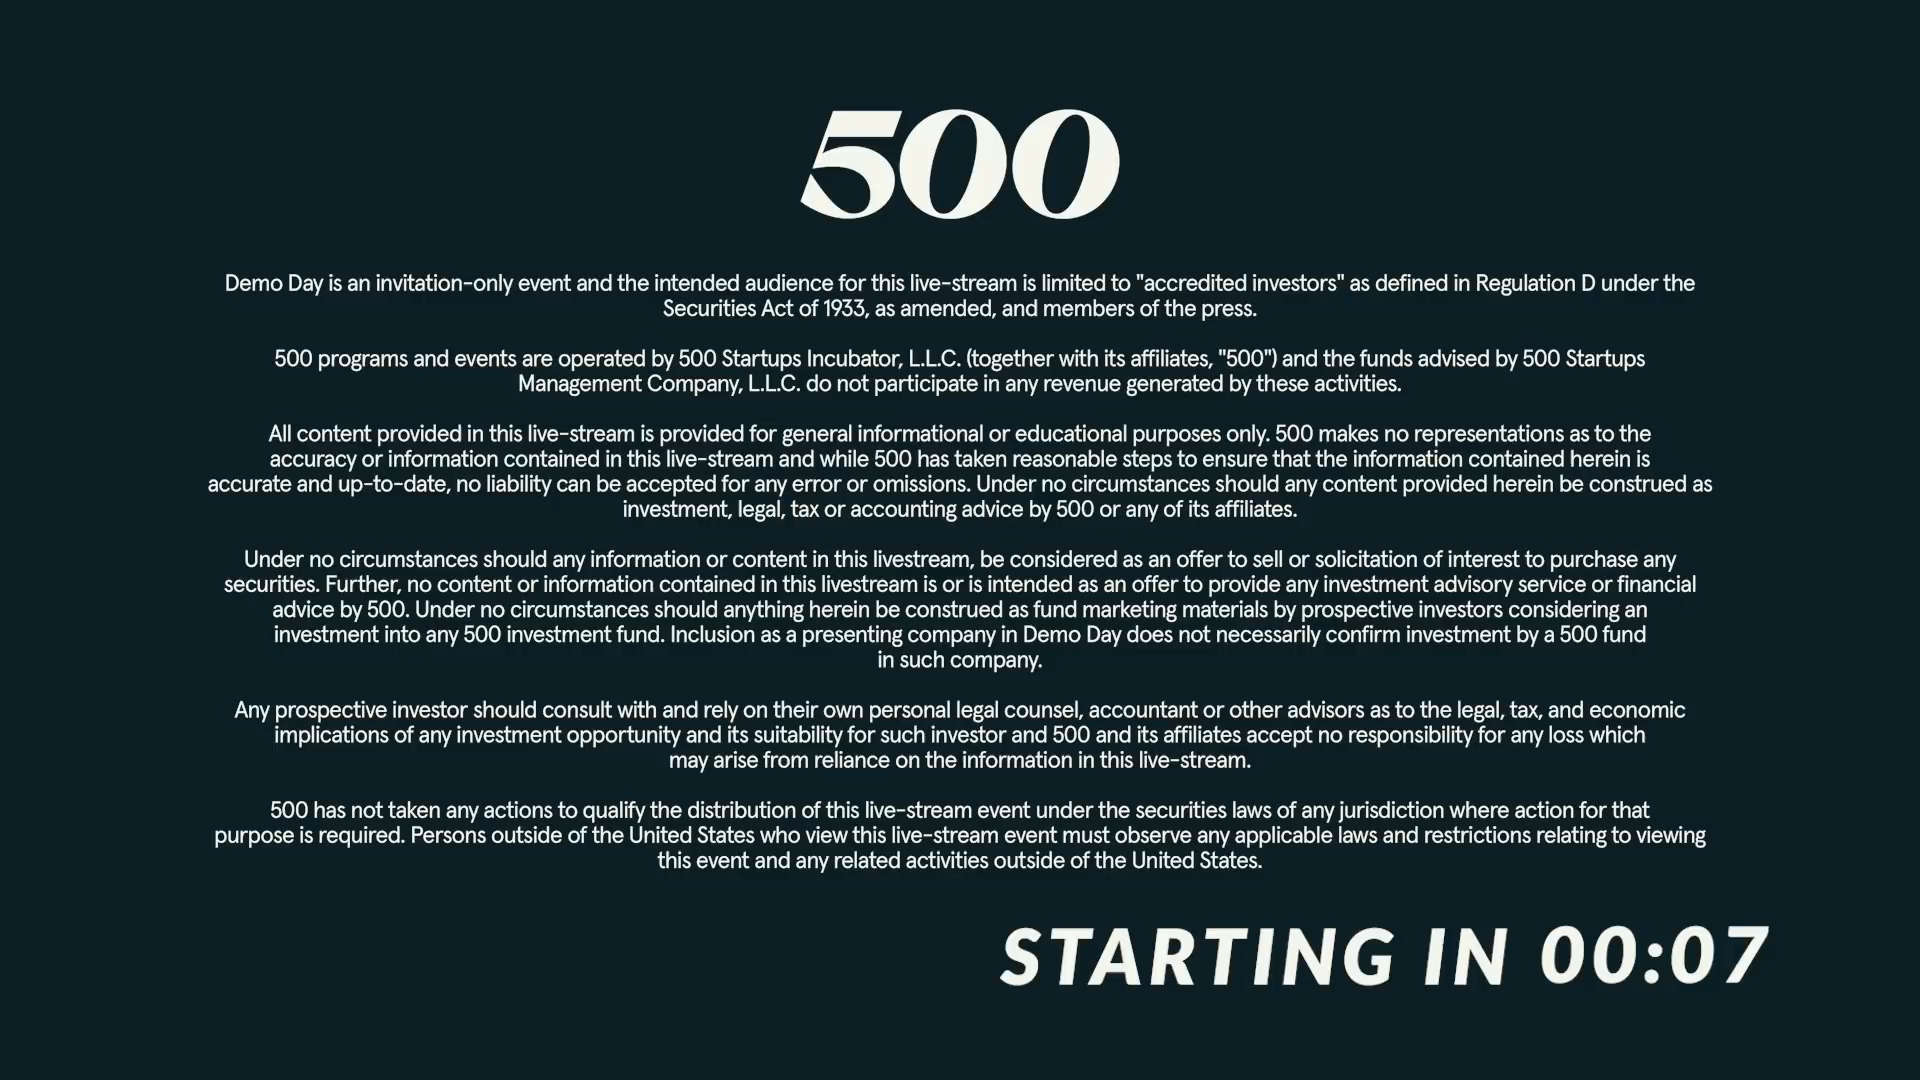 500
Demo Day is an invitation-only event and the intended audience for this live-stream is limited to "accredited investors" as defined in Regulation D under the
Securities Act of 1933, as amended, and members of the press.
500 programs and events are operated by 500 Startups Incubator, L.L.C. (together with its affiliates, "500") and the funds advised by 500 Startups
Management Company, L.L.C. do not participate in any revenue generated by these activities.
All content provided in this live-stream is provided for general informational or educational purposes only. 500 makes no representations as to the
accuracy or information contained in this live-stream and while 500 has taken reasonable steps to ensure that the information contained herein is
accurate and up-to-date, no liability can be accepted for any error or omissions. Under no circumstances should any content provided herein be construed as
investment, legal, tax or accounting advice by 500 or any of its affiliates.
Under no circumstances should any information or content in this livestream, be considered as an offer to sell or solicitation of interest to purchase any
securities. Further, no content or information contained in this livestream is or is intended as an offer to provide any investment advisory service or financial
advice by 500. Under no circumstances should anything herein be construed as fund marketing materials by prospective investors considering an
investment into any 500 investment fund. Inclusion as a presenting company in Demo Day does not necessarily confirm investment by a 500 fund
in such company.
Any prospective investor should consult with and rely on their own personal legal counsel, accountant or other advisors as to the legal, tax, and economic
implications of any investment opportunity and its suitability for such investor and 500 and its affiliates accept no responsibility for any loss which
may arise from reliance on the information in this live-stream.
500 has not taken any actions to qualify the distribution of this live-stream event under the securities laws of any jurisdiction where action for that
purpose is required. Persons outside of the United States who view this live-stream event must observe any applicable laws and restrictions relating to viewing
this event and any related activities outside of the United States.
STARTING IN 00:07